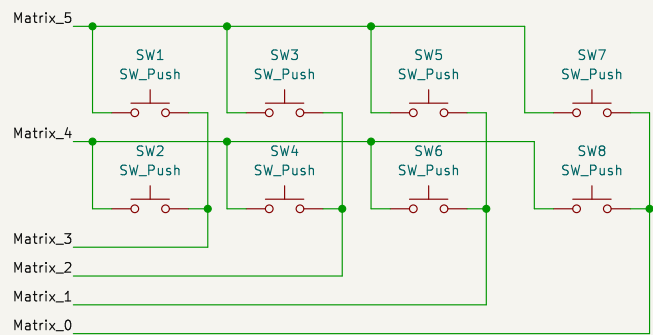 Matrix_5
SW1 SW3 SW5 SW7
SW_Push SW_Push SW_Push SW_Push
Matrix_4
SW2 SW4 SW6 SW8
SW_Push SW_Push SW_Push SW_Push
Matrix_3
Matrix_2
Matrix_1
Matrix_0